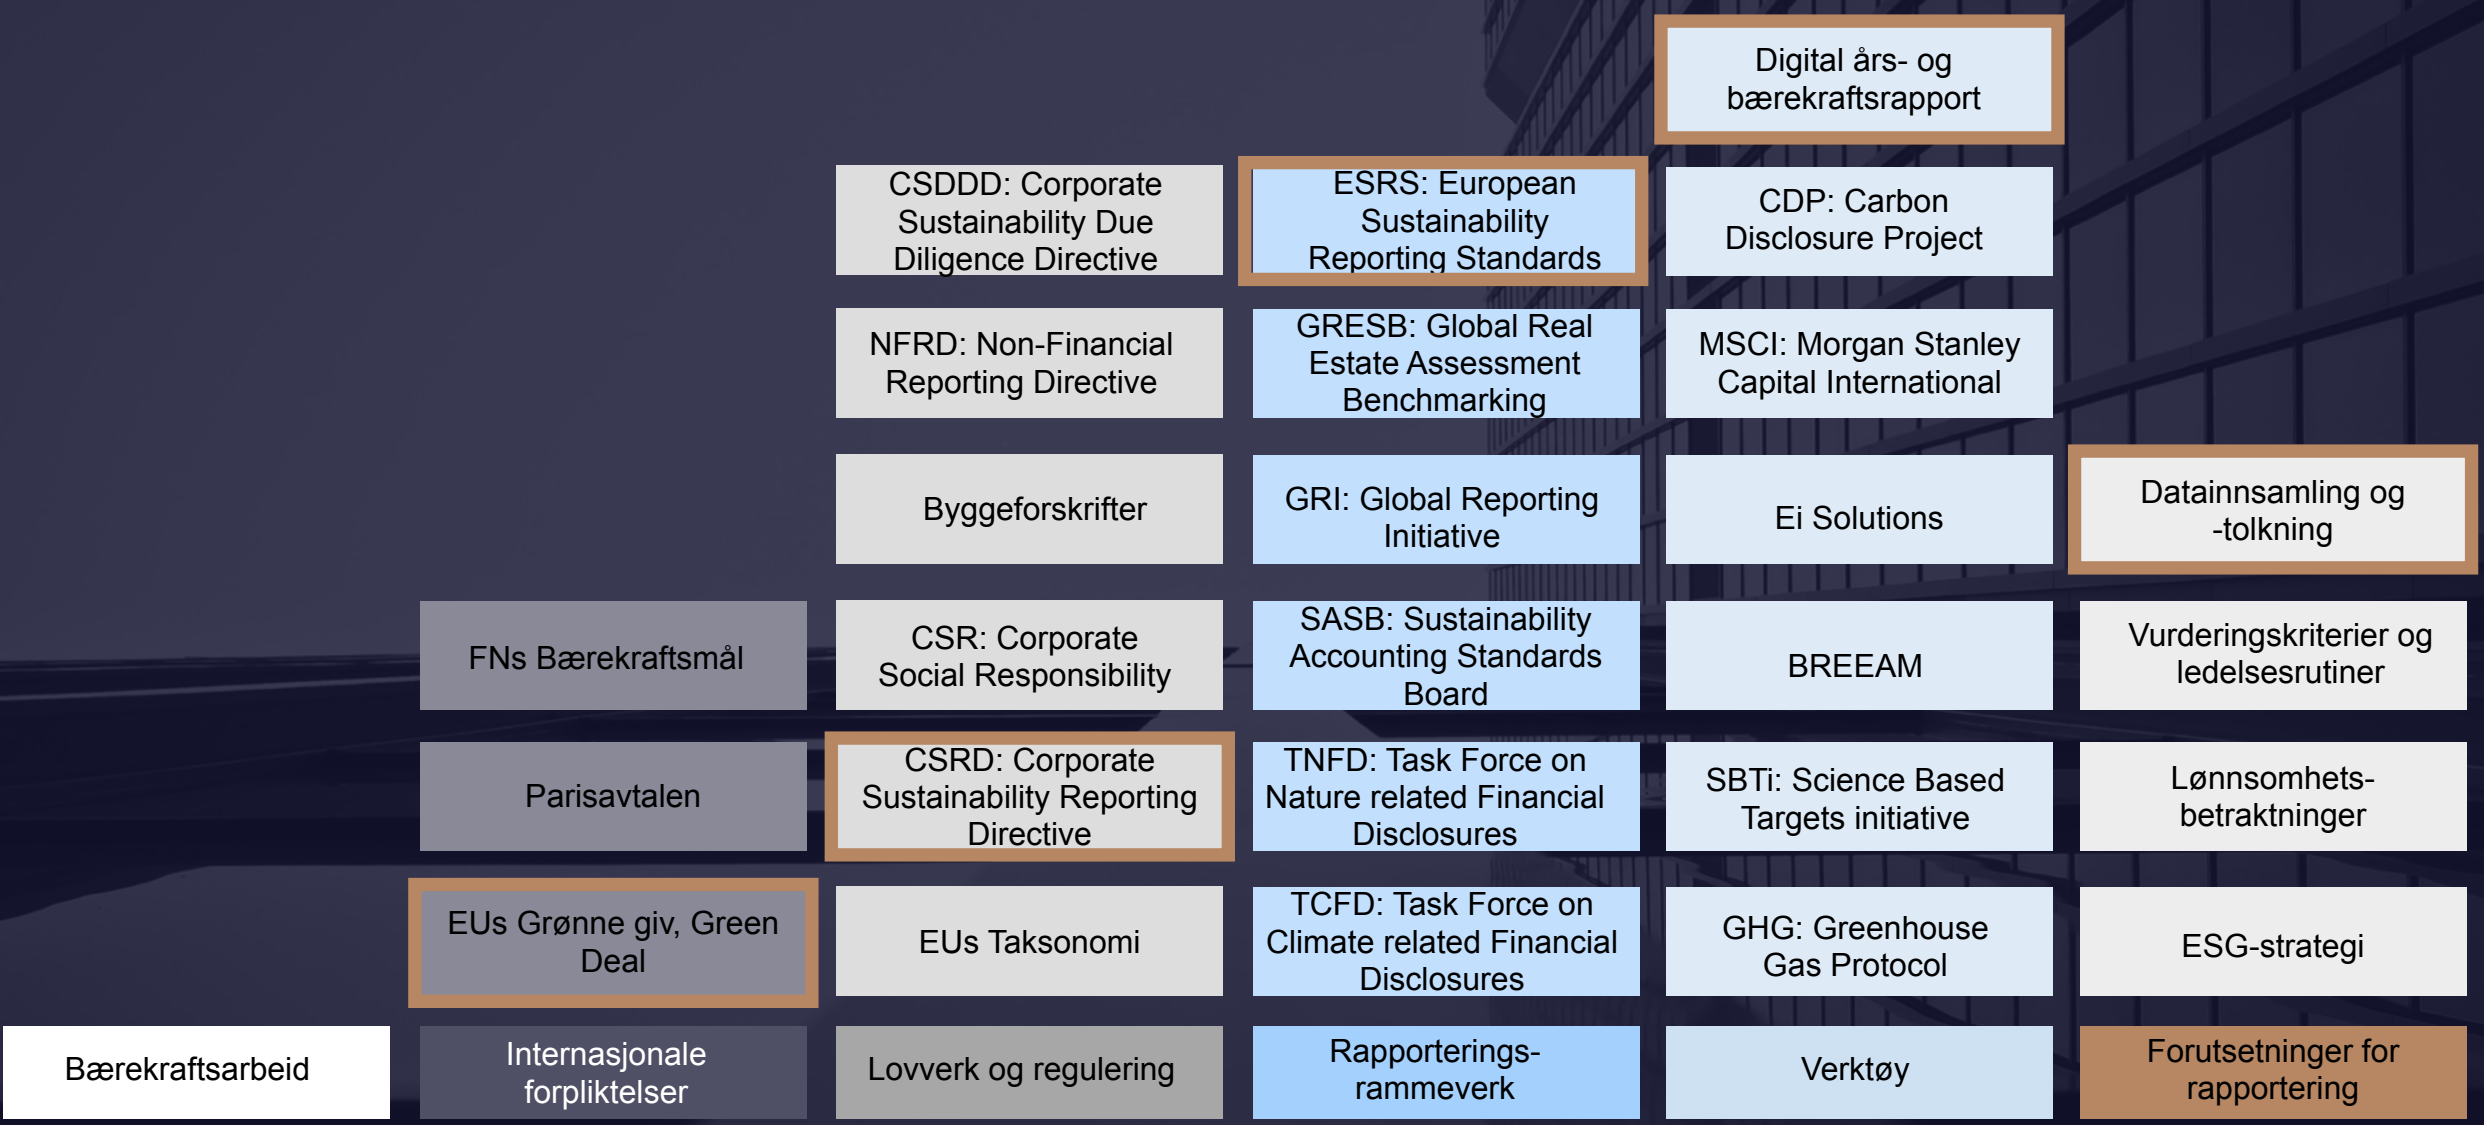 Digital års- og
bærekraftsrapport
CSDDD: Corporate
Sustainability Due
Diligence Directive
ESRS: European
Sustainability
Reporting Standards
CDP: Carbon
Disclosure Project
NFRD: Non-Financial
Reporting Directive
GRESB: Global Real
Estate Assessment
Benchmarking
MSCI: Morgan Stanley
Capital International
Byggeforskrifter
GRI: Global Reporting
Initiative
Ei Solutions
Datainnsamling og
-tolkning
FNs Bærekraftsmål
CSR: Corporate
Social Responsibility
SASB: Sustainability
Accounting Standards
Board
BREEAM
Vurderingskriterier og
ledelsesrutiner
Parisavtalen
CSRD: Corporate
Sustainability Reporting
Directive
TNFD: Task Force on
Nature related Financial
Disclosures
SBTi: Science Based
Targets initiative
Lønnsomhets-
betraktninger
EUs Grønne giv, Green
Deal
EUs Taksonomi
TCFD: Task Force on
Climate related Financial
Disclosures
GHG: Greenhouse
Gas Protocol
ESG-strategi
Bærekraftsarbeid
Internasjonale
forpliktelser
Lovverk og regulering
Rapporterings-
rammeverk
Verktøy
Forutsetninger for
rapportering